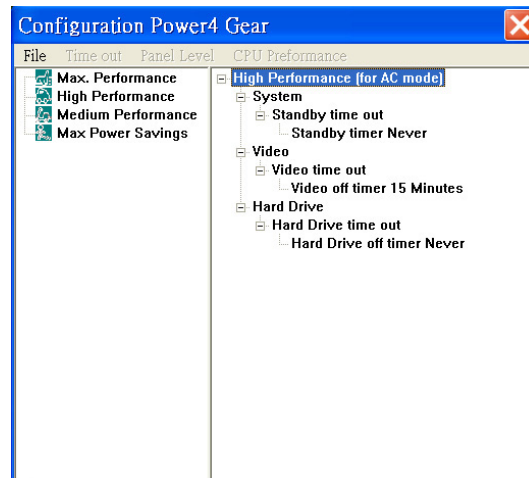 Configuration Power4 Gear
File Time out Panel Level CPU Preformance
Max. Performance
High Performance
Medium Performance
Max Power Savings
High Performance (for AC mode)
System
Standby time out
Standby timer Never
Video
Video time out
Video off timer 15 Minutes
Hard Drive
Hard Drive time out
Hard Drive off timer Never